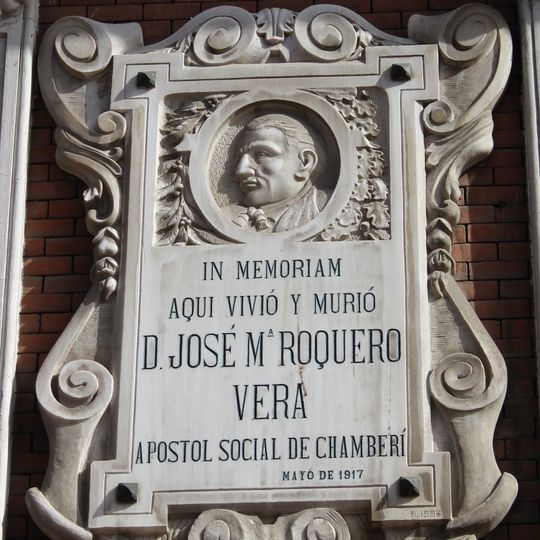 IN MEMORIAM
AQUI VIVIÓ Y MURIÓ
D. JOSÉ Mª ROQUERO
VERA
APOSTOL SOCIAL DE CHAMBERÍ
MAYO DE 1917